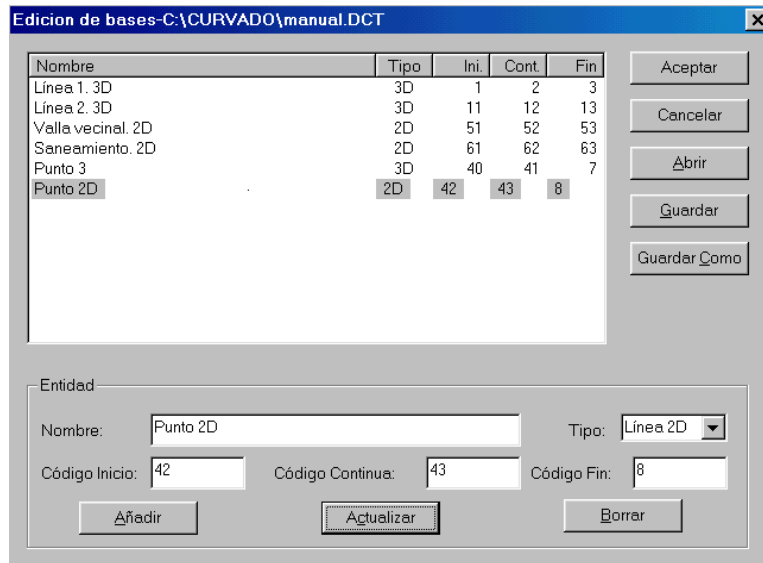 Edicion de bases-C:\CURVADO\manual.DCT
Nombre Tipo Ini. Cont. Fin
Línea 1. 3D 3D 1 2 3
Línea 2. 3D 3D 11 12 13
Valla vecinal. 2D 2D 51 52 53
Saneamiento. 2D 2D 61 62 63
Punto 3 3D 40 41 7
Punto 2D 2D 42 43 8
Aceptar
Cancelar
Abrir
Guardar
Guardar Como
Entidad
Nombre: Punto 2D Tipo: Línea 2D
Código Inicio: 42 Código Continua: 43 Código Fin: 8
Añadir Actualizar Borrar